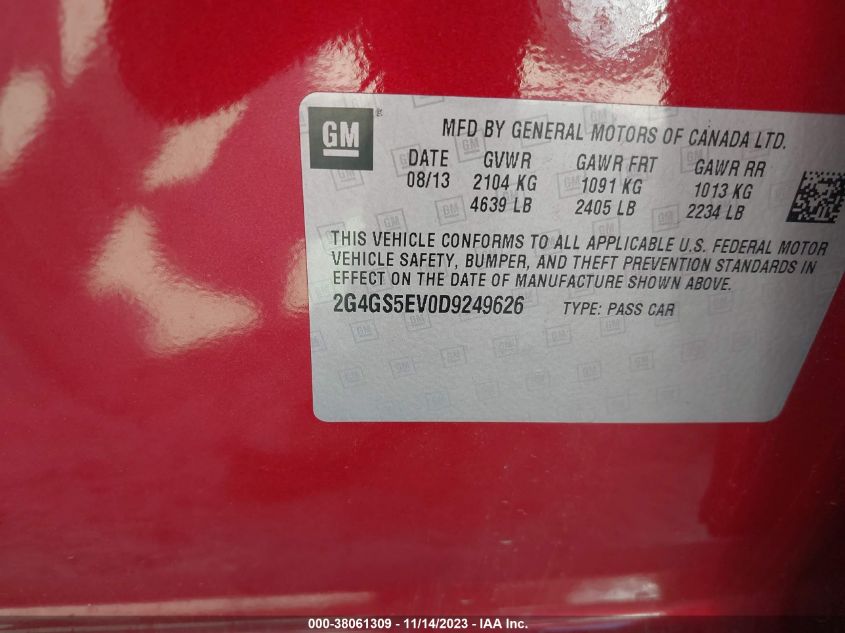 GM
MFD BY GENERAL MOTORS OF CANADA LTD.
DATE GVWR GAWR FRT GAWR RR
08/13 2104 KG 1091 KG 1013 KG
4639 LB 2405 LB 2234 LB
THIS VEHICLE CONFORMS TO ALL APPLICABLE U.S. FEDERAL MOTOR
VEHICLE SAFETY, BUMPER, AND THEFT PREVENTION STANDARDS IN
EFFECT ON THE DATE OF MANUFACTURE SHOWN ABOVE.
2G4GS5EV0D9249626 TYPE: PASS CAR
000-38061309 - 11/14/2023 - IAA Inc.